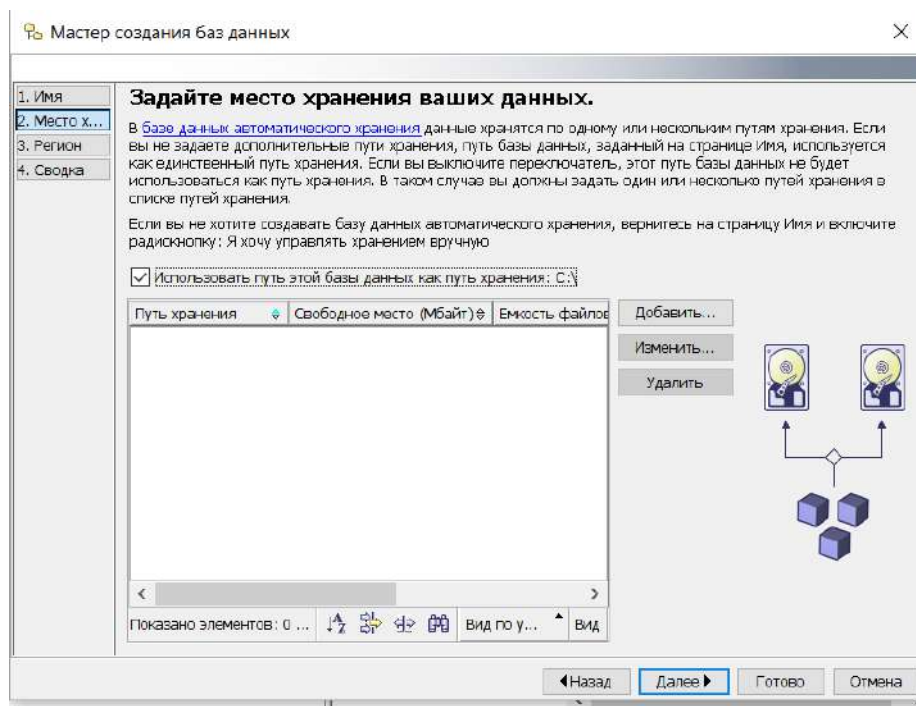 Мастер создания баз данных
1. Имя
2. Место х...
3. Регион
4. Сводка
Задайте место хранения ваших данных.
В базе данных автоматического хранения данные хранятся по одному или нескольким путям хранения. Если
вы не задаете дополнительные пути хранения, путь базы данных, заданный на странице Имя, используется
как единственный путь хранения. Если вы выключите переключатель, этот путь базы данных не будет
использоваться как путь хранения. В таком случае вы должны задать один или несколько путей хранения в
списке путей хранения.
Если вы не хотите создавать базу данных автоматического хранения, вернитесь на страницу Имя и включите
радиокнопку: Я хочу управлять хранением вручную
Использовать путь этой базы данных как путь хранения: C:\
Путь хранения Свободное место (Мбайт) Емкость файлов
Добавить...
Изменить...
Удалить
Показано элементов: 0 ... Вид по у... Вид
Назад Далее Готово Отмена